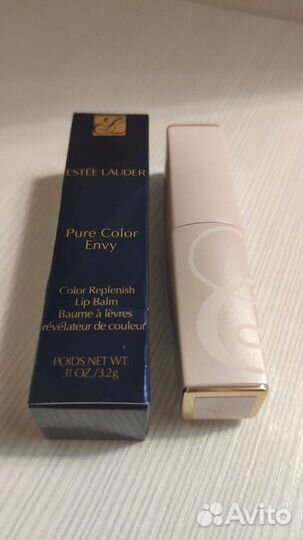 ESTĒE LAUDER
Pure Color
Envy
Color Replenish
Lip Balm
Baume à lèvres
révélateur de couleur
POIDS NET WT.
.11 OZ./3.2g
Avito